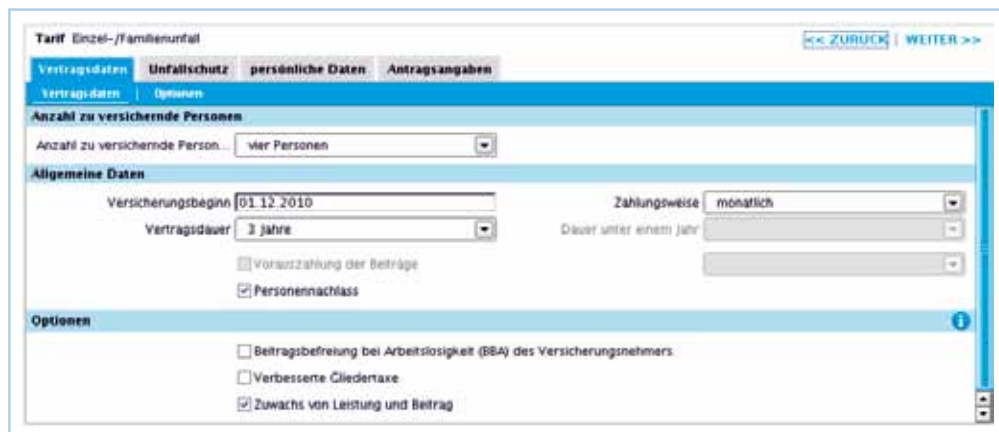 Tarif Einzel-/Familienunfall
<< ZURÜCK | WEITER >>
Vertragsdaten Unfallschutz persönliche Daten Antragsangaben
Vertragsdaten | Optionen
Anzahl zu versichernde Personen
Anzahl zu versichernde Person... vier Personen
Allgemeine Daten
Versicherungsbeginn 01.12.2010 Zahlungsweise monatlich
Vertragsdauer 3 Jahre Dauer unter einem Jahr
Vorauszahlung der Beiträge
Personennachlass
Optionen
Beitragsbefreiung bei Arbeitslosigkeit (BBA) des Versicherungsnehmers
Verbesserte Gliedertaxe
Zuwachs von Leistung und Beitrag